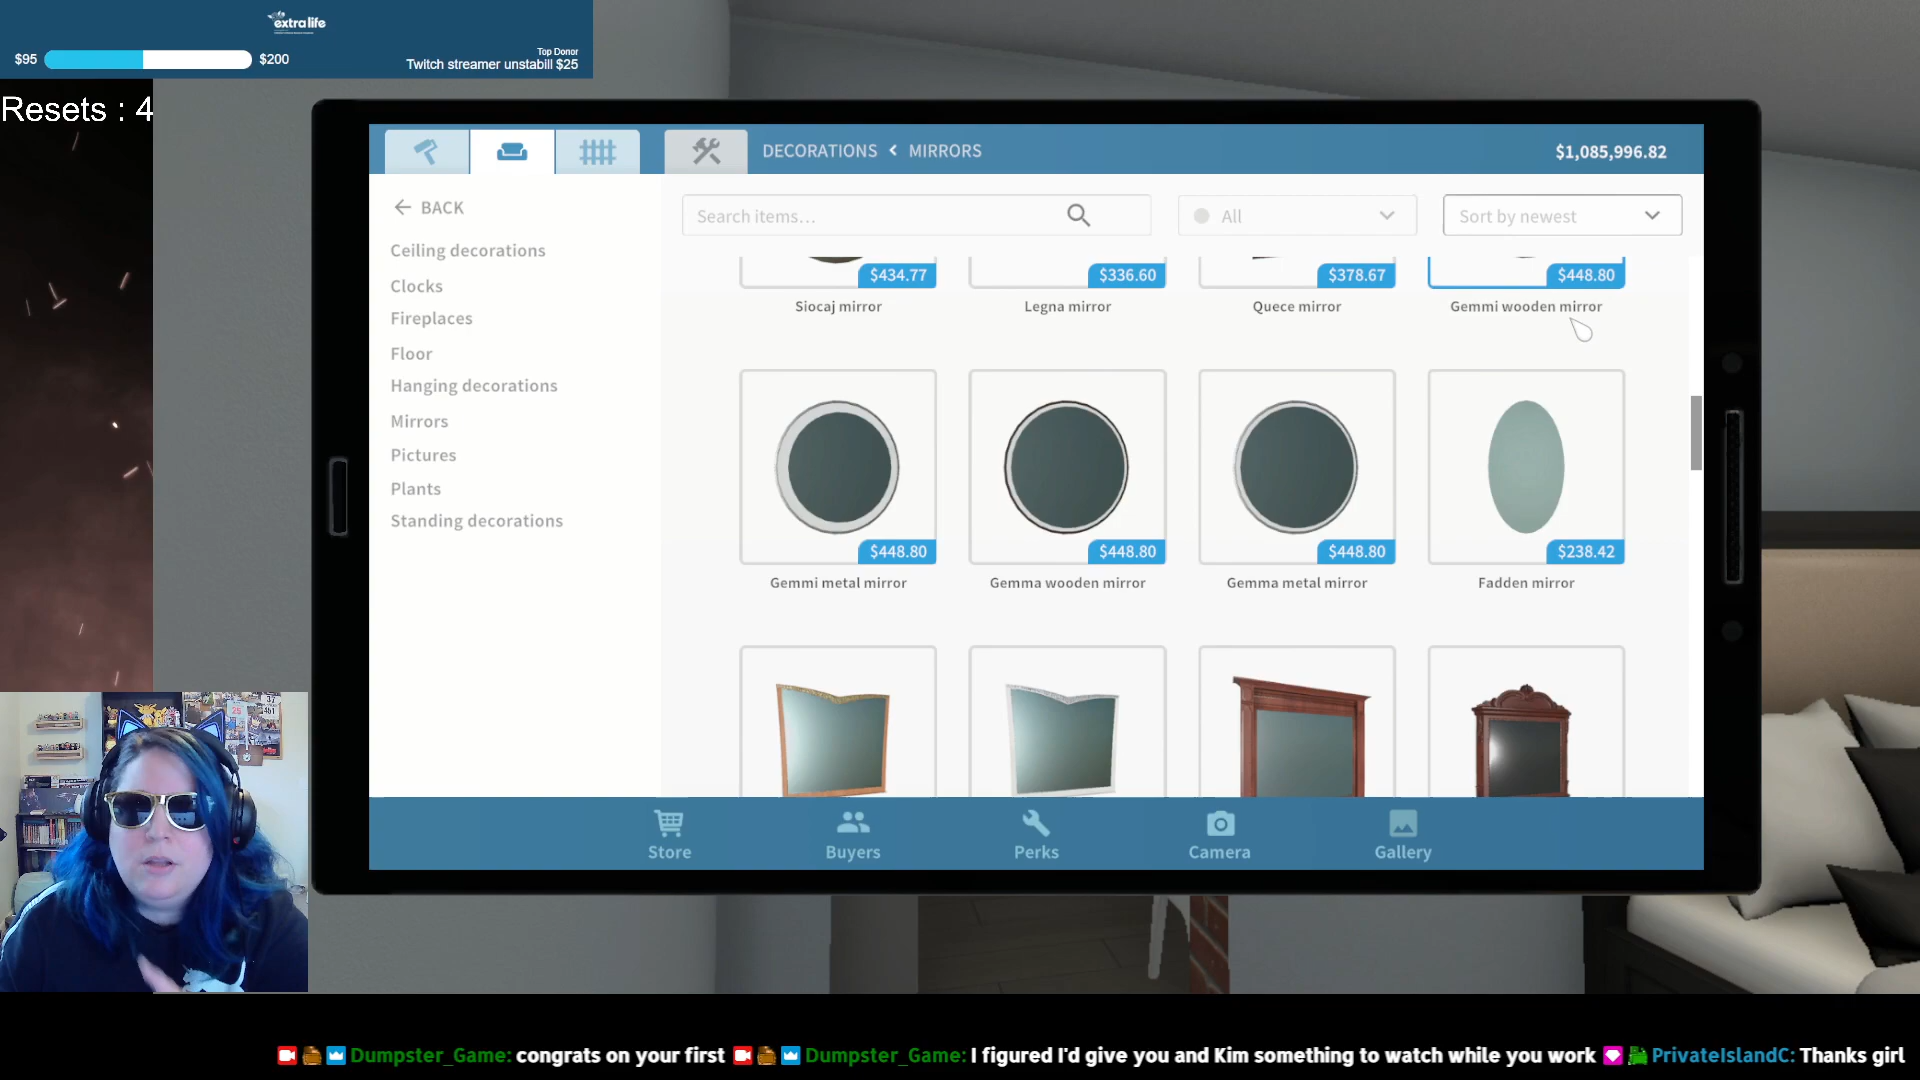 extra life
$95
$200
Top Donor
Twitch streamer unstabill $25
Resets : 4
DECORATIONS < MIRRORS
$1,085,996.82
BACK
Search items...
All
Sort by newest
Ceiling decorations
Clocks
Fireplaces
Floor
Hanging decorations
Mirrors
Pictures
Plants
Standing decorations
$434.77
$336.60
$378.67
$448.80
Siocaj mirror
Legna mirror
Quece mirror
Gemmi wooden mirror
$448.80
$448.80
$448.80
$238.42
Gemmi metal mirror
Gemma wooden mirror
Gemma metal mirror
Fadden mirror
Store
Buyers
Perks
Camera
Gallery
Dumpster_Game: congrats on your first Dumpster_Game: I figured I'd give you and Kim something to watch while you work PrivateIslandC: Thanks girl